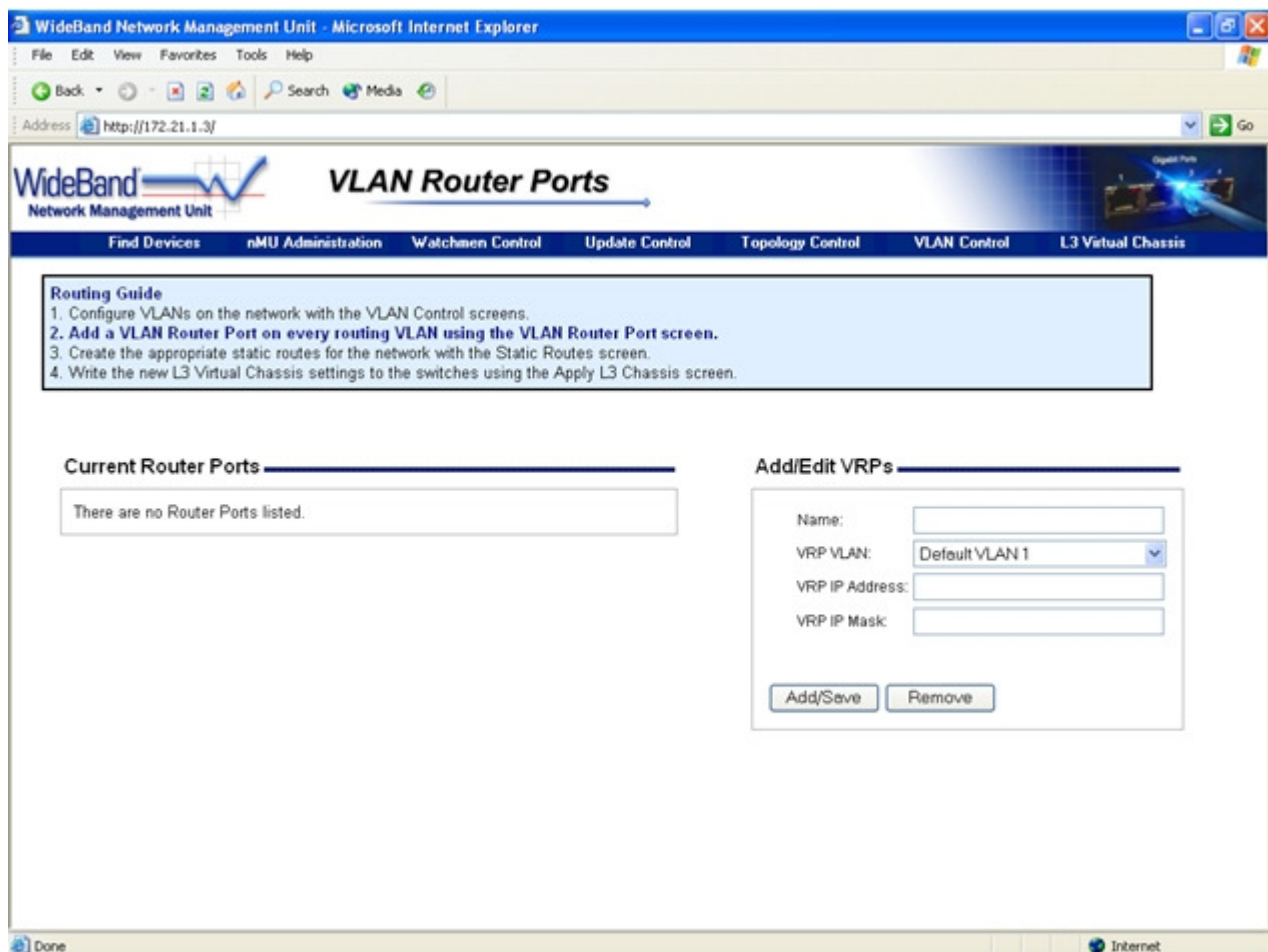 WideBand Network Management Unit - Microsoft Internet Explorer
File Edit View Favorites Tools Help
Back Search Media
Address http://172.21.1.3/ Go
WideBand
Network Management Unit
VLAN Router Ports
Gigabit Ports
1 2 3 4
Find Devices nMU Administration Watchmen Control Update Control Topology Control VLAN Control L3 Virtual Chassis
Routing Guide
1. Configure VLANs on the network with the VLAN Control screens.
2. Add a VLAN Router Port on every routing VLAN using the VLAN Router Port screen.
3. Create the appropriate static routes for the network with the Static Routes screen.
4. Write the new L3 Virtual Chassis settings to the switches using the Apply L3 Chassis screen.
Current Router Ports
There are no Router Ports listed.
Add/Edit VRPs
Name:
VRP VLAN: Default VLAN 1
VRP IP Address:
VRP IP Mask:
Add/Save Remove
Done Internet